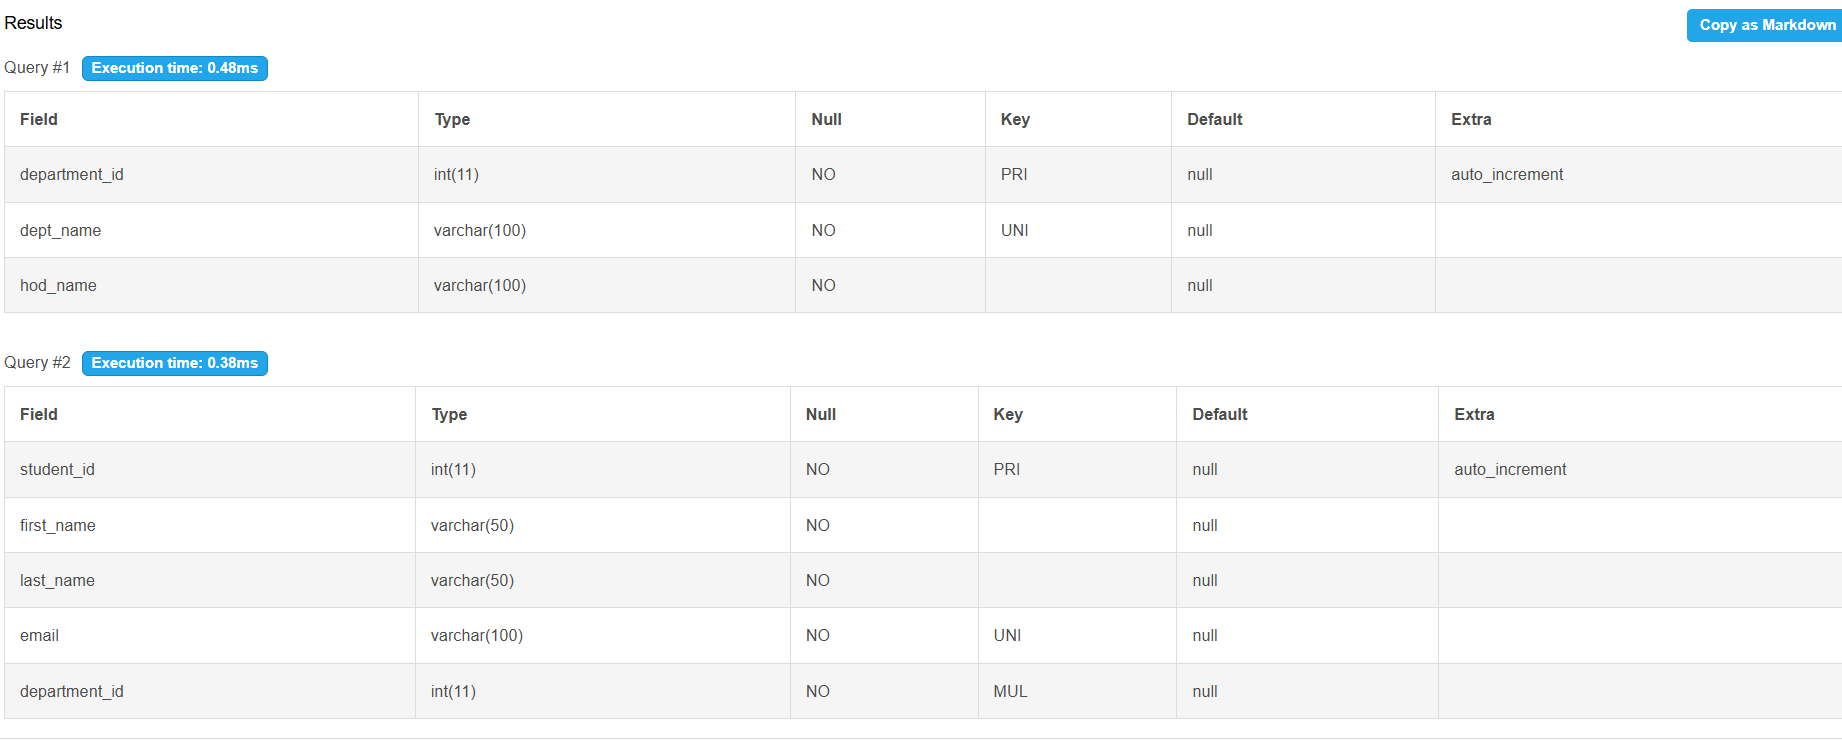 Results
Copy as Markdown
Query #1 Execution time: 0.48ms
Field Type Null Key Default Extra
department_id int(11) NO PRI null auto_increment
dept_name varchar(100) NO UNI null
hod_name varchar(100) NO null
Query #2 Execution time: 0.38ms
Field Type Null Key Default Extra
student_id int(11) NO PRI null auto_increment
first_name varchar(50) NO null
last_name varchar(50) NO null
email varchar(100) NO UNI null
department_id int(11) NO MUL null